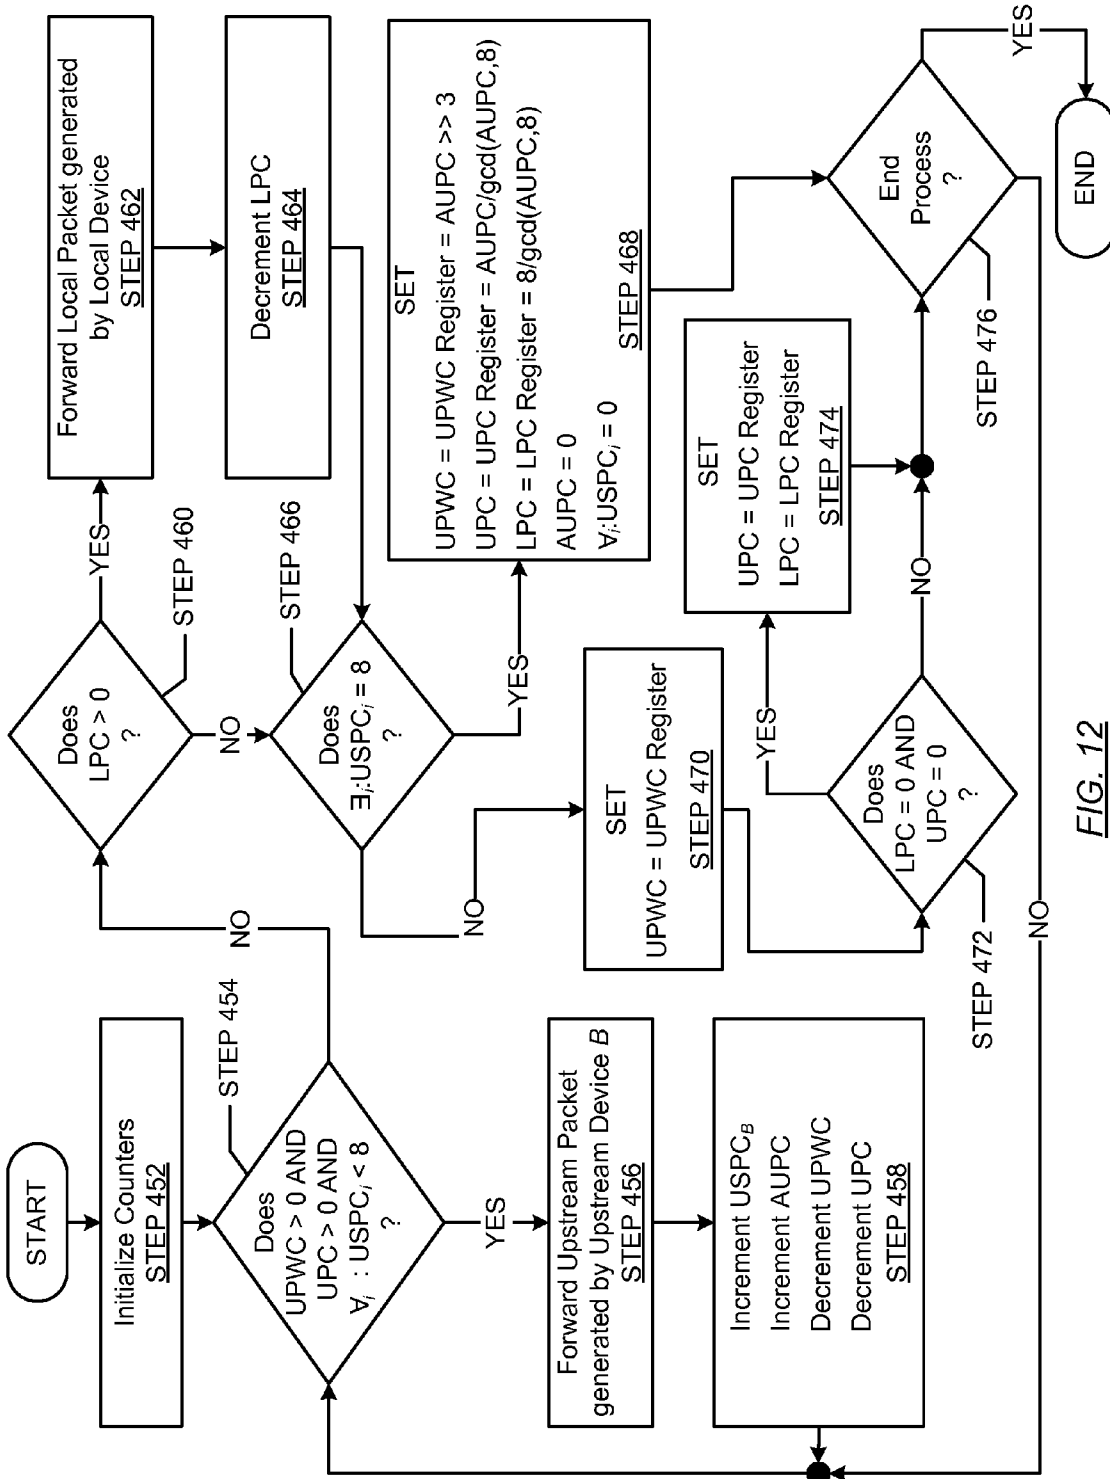 START
Initialize Counters
STEP 452
STEP 454
Does
UPWC > 0 AND
UPC > 0 AND
∀i : USPCi < 8
?
YES
NO
Forward Upstream Packet
generated by Upstream Device B
STEP 456
Increment USPCB
Increment AUPC
Decrement UPWC
Decrement UPC
STEP 458
Does
LPC > 0
?
STEP 460
YES
NO
Forward Local Packet generated
by Local Device
STEP 462
Decrement LPC
STEP 464
STEP 466
Does
∃i:USPCi = 8
?
YES
NO
SET
UPWC = UPWC Register = AUPC >> 3
UPC = UPC Register = AUPC/gcd(AUPC,8)
LPC = LPC Register = 8/gcd(AUPC,8)
AUPC = 0
∀i:USPCi = 0
STEP 468
SET
UPWC = UPWC Register
STEP 470
Does
LPC = 0 AND
UPC = 0
?
STEP 472
YES
NO
SET
UPC = UPC Register
LPC = LPC Register
STEP 474
End
Process
?
STEP 476
YES
NO
END
FIG. 12